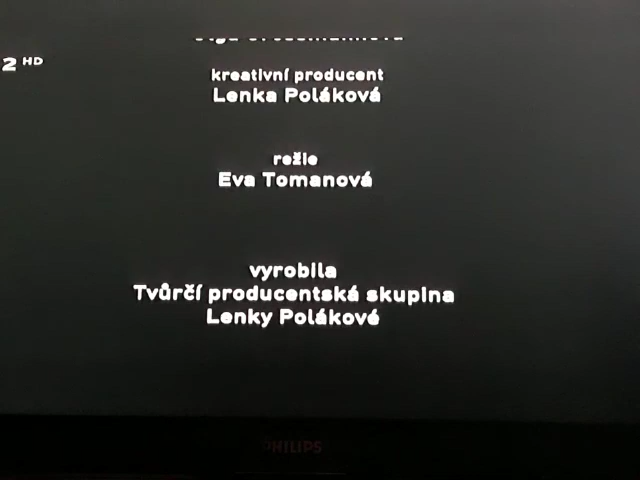 2 HD
kreativní producent
Lenka Poláková
režie
Eva Tomanová
vyrobila
Tvůrčí producentská skupina
Lenky Polákové
PHILIPS